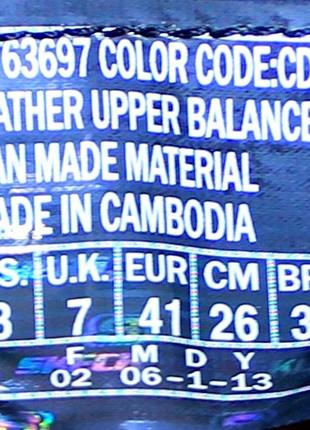 63697 COLOR CODE:CD
ATHER UPPER BALANCE
AN MADE MATERIAL
ADE IN CAMBODIA
S. U.K. EUR CM BR
8 7 41 26 3
F M D Y
02 06-1-13